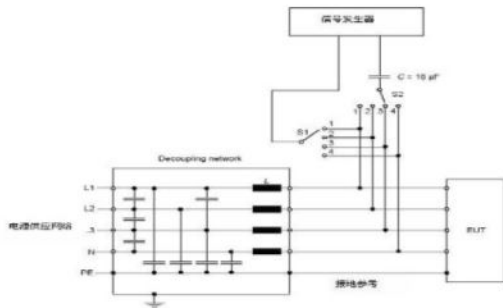 信号发生器
C = 18 μF
S2
1 2 3 4
S1
1
2
3
4
Decoupling network
L
L1
L2
L3
N
PE
电源供应网络
EUT
接地参考